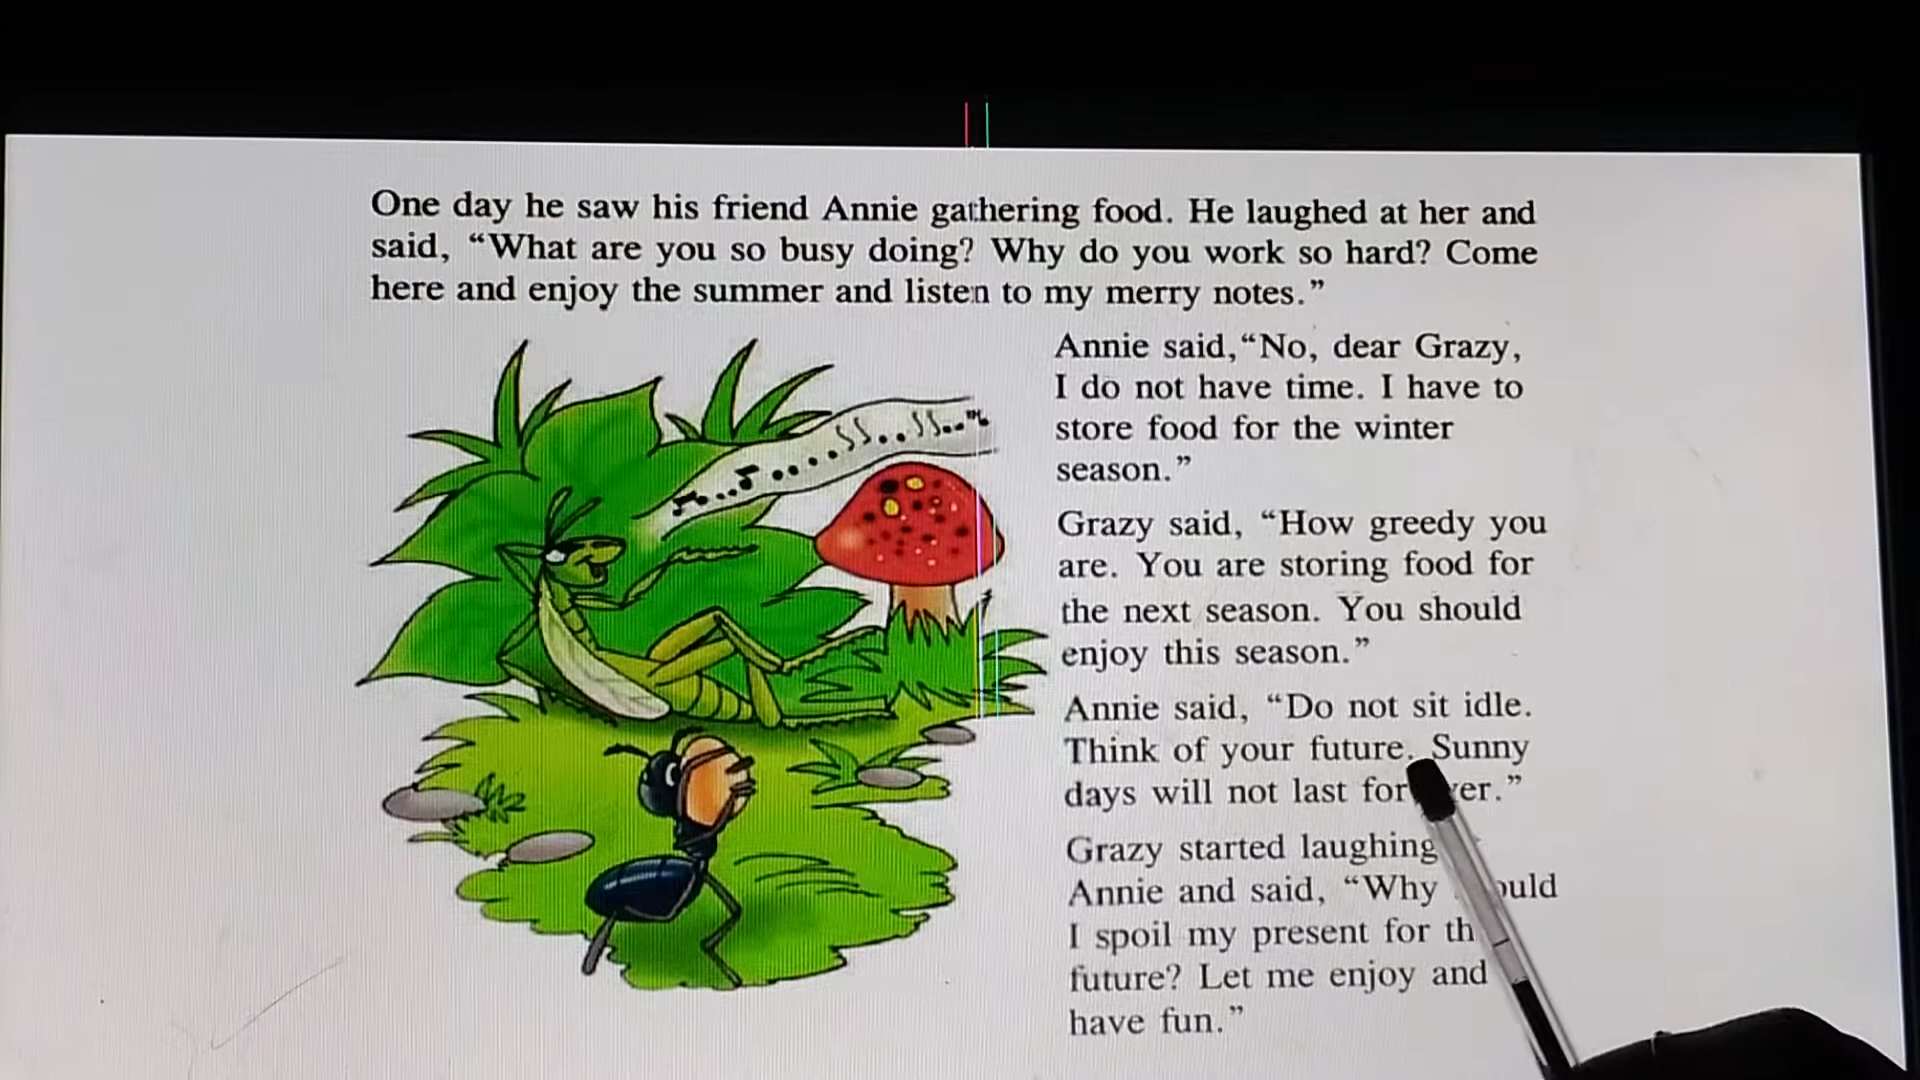 One day he saw his friend Annie gathering food. He laughed at her and
said, “What are you so busy doing? Why do you work so hard? Come
here and enjoy the summer and listen to my merry notes.”
Annie said,“No, dear Grazy,
I do not have time. I have to
store food for the winter
season.”
Grazy said, “How greedy you
are. You are storing food for
the next season. You should
enjoy this season.”
Annie said, “Do not sit idle.
Think of your future. Sunny
days will not last
Grazy started laughing
Annie and said, “Why
I spoil my present for
future? Let me enjoy and
have fun.”